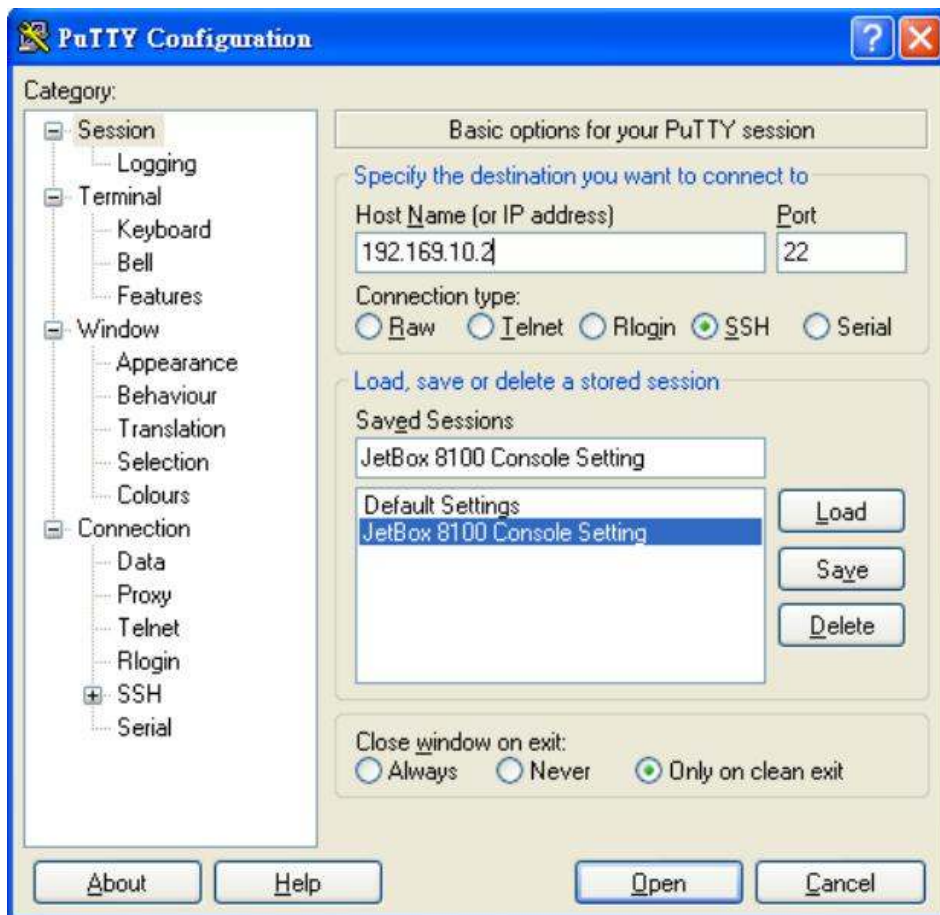 PuTTY Configuration
Category:
Session
Logging
Terminal
Keyboard
Bell
Features
Window
Appearance
Behaviour
Translation
Selection
Colours
Connection
Data
Proxy
Telnet
Rlogin
SSH
Serial
Basic options for your PuTTY session
Specify the destination you want to connect to
Host Name (or IP address) Port
192.169.10.2 22
Connection type:
Raw Telnet Rlogin SSH Serial
Load, save or delete a stored session
Saved Sessions
JetBox 8100 Console Setting
Default Settings
JetBox 8100 Console Setting
Load
Save
Delete
Close window on exit:
Always Never Only on clean exit
About Help Open Cancel